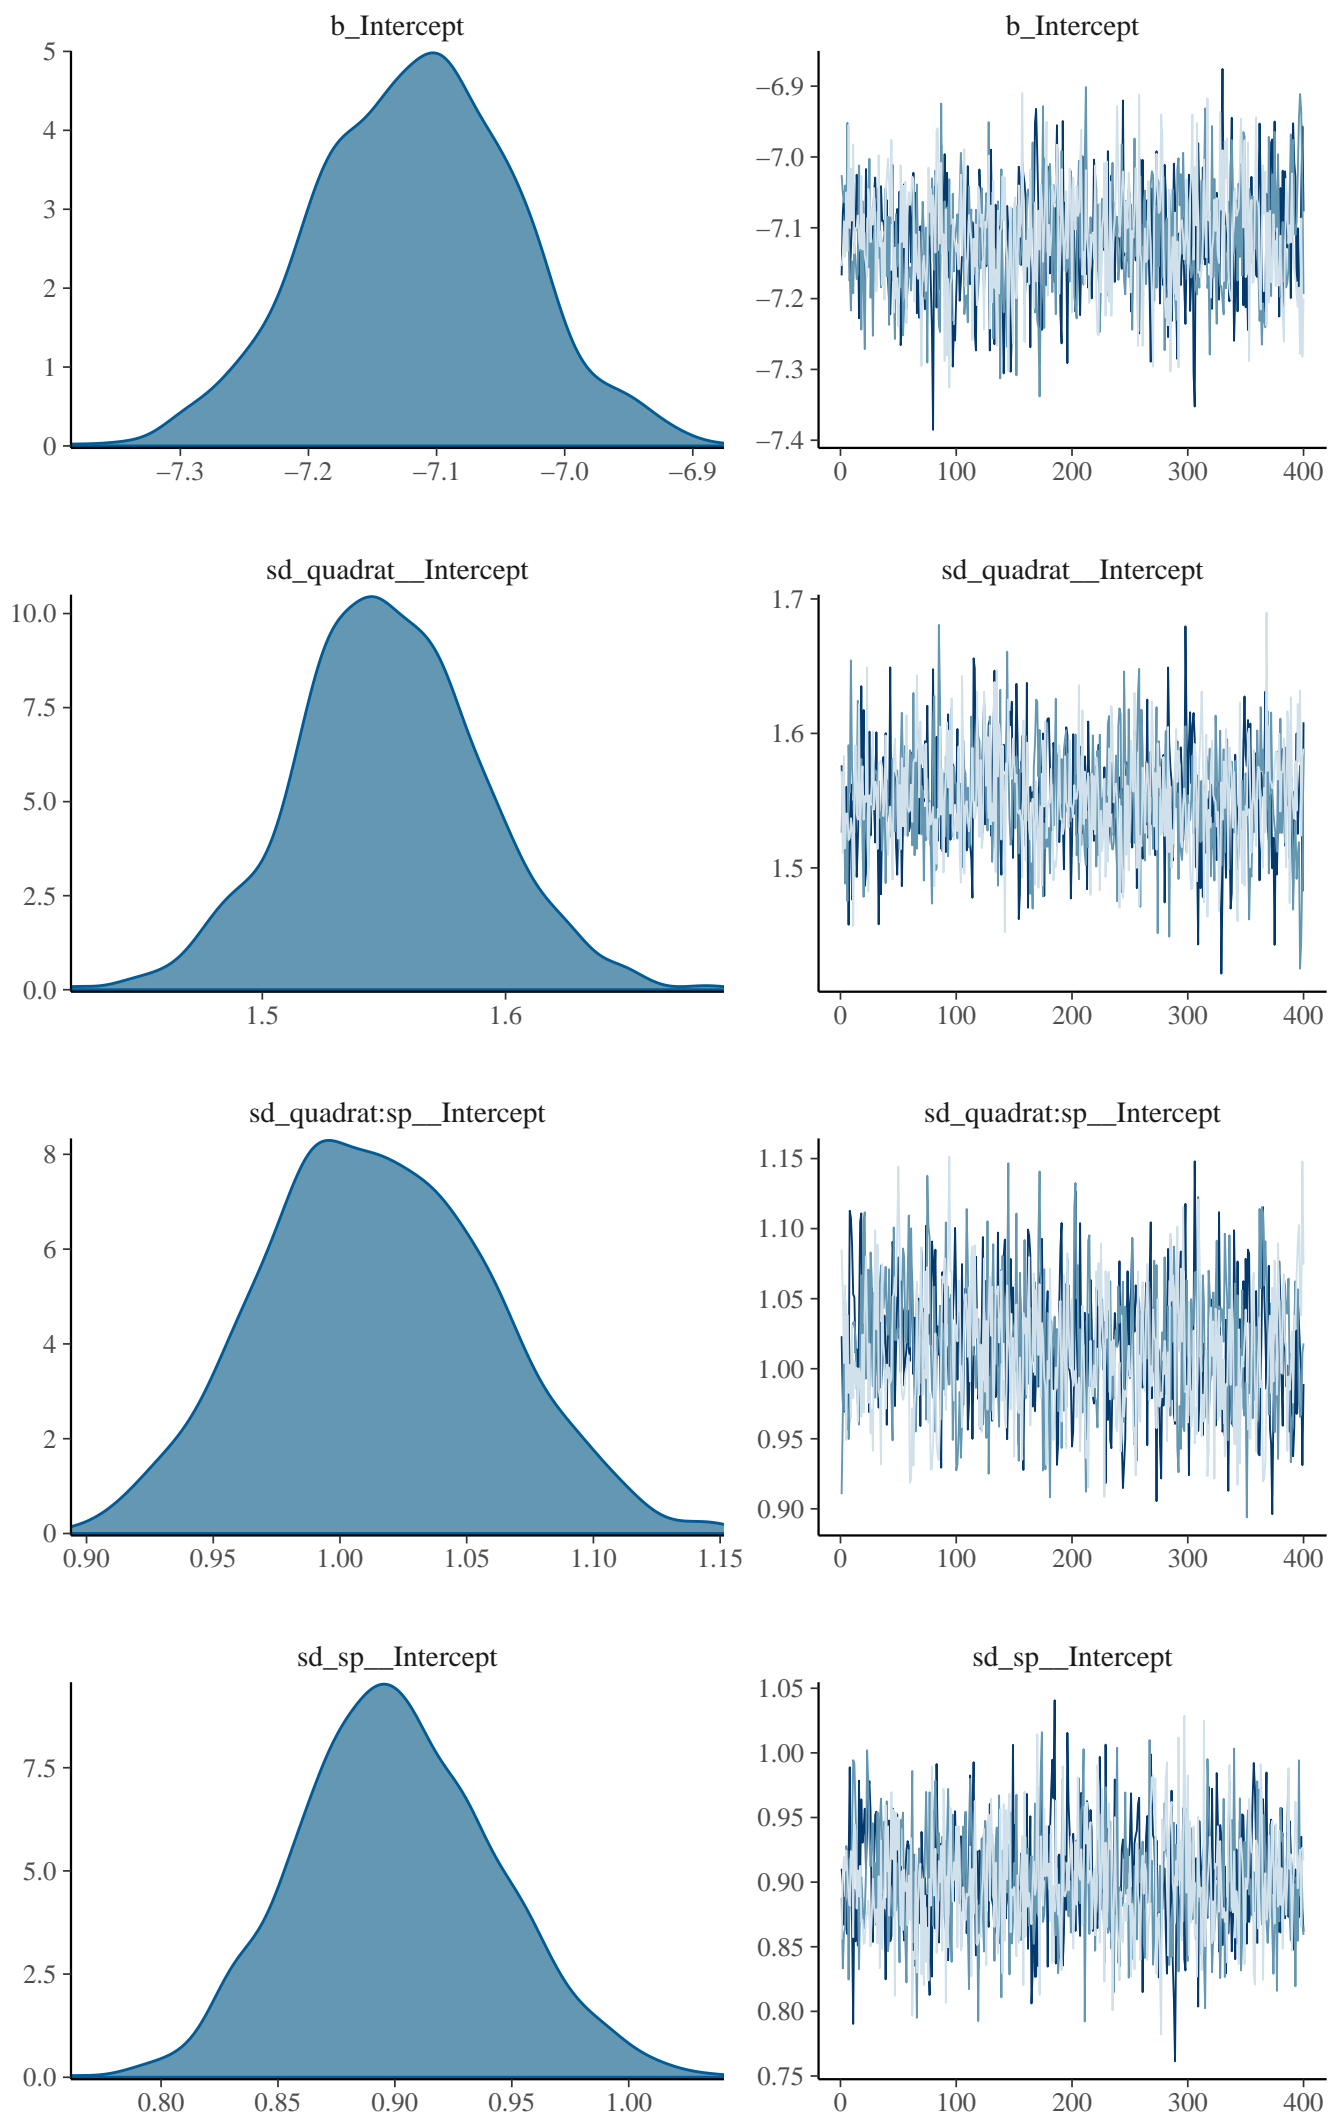 b_Intercept
b_Intercept
5
4
3
2
1
0
−7.3 −7.2 −7.1 −7.0 −6.9
−6.9
−7.0
−7.1
−7.2
−7.3
−7.4
0 100 200 300 400
sd_quadrat__Intercept
sd_quadrat__Intercept
10.0
7.5
5.0
2.5
0.0
1.5 1.6
1.7
1.6
1.5
0 100 200 300 400
sd_quadrat:sp__Intercept
sd_quadrat:sp__Intercept
8
6
4
2
0
0.90 0.95 1.00 1.05 1.10 1.15
1.15
1.10
1.05
1.00
0.95
0.90
0 100 200 300 400
sd_sp__Intercept
sd_sp__Intercept
7.5
5.0
2.5
0.0
0.80 0.85 0.90 0.95 1.00
1.05
1.00
0.95
0.90
0.85
0.80
0.75
0 100 200 300 400